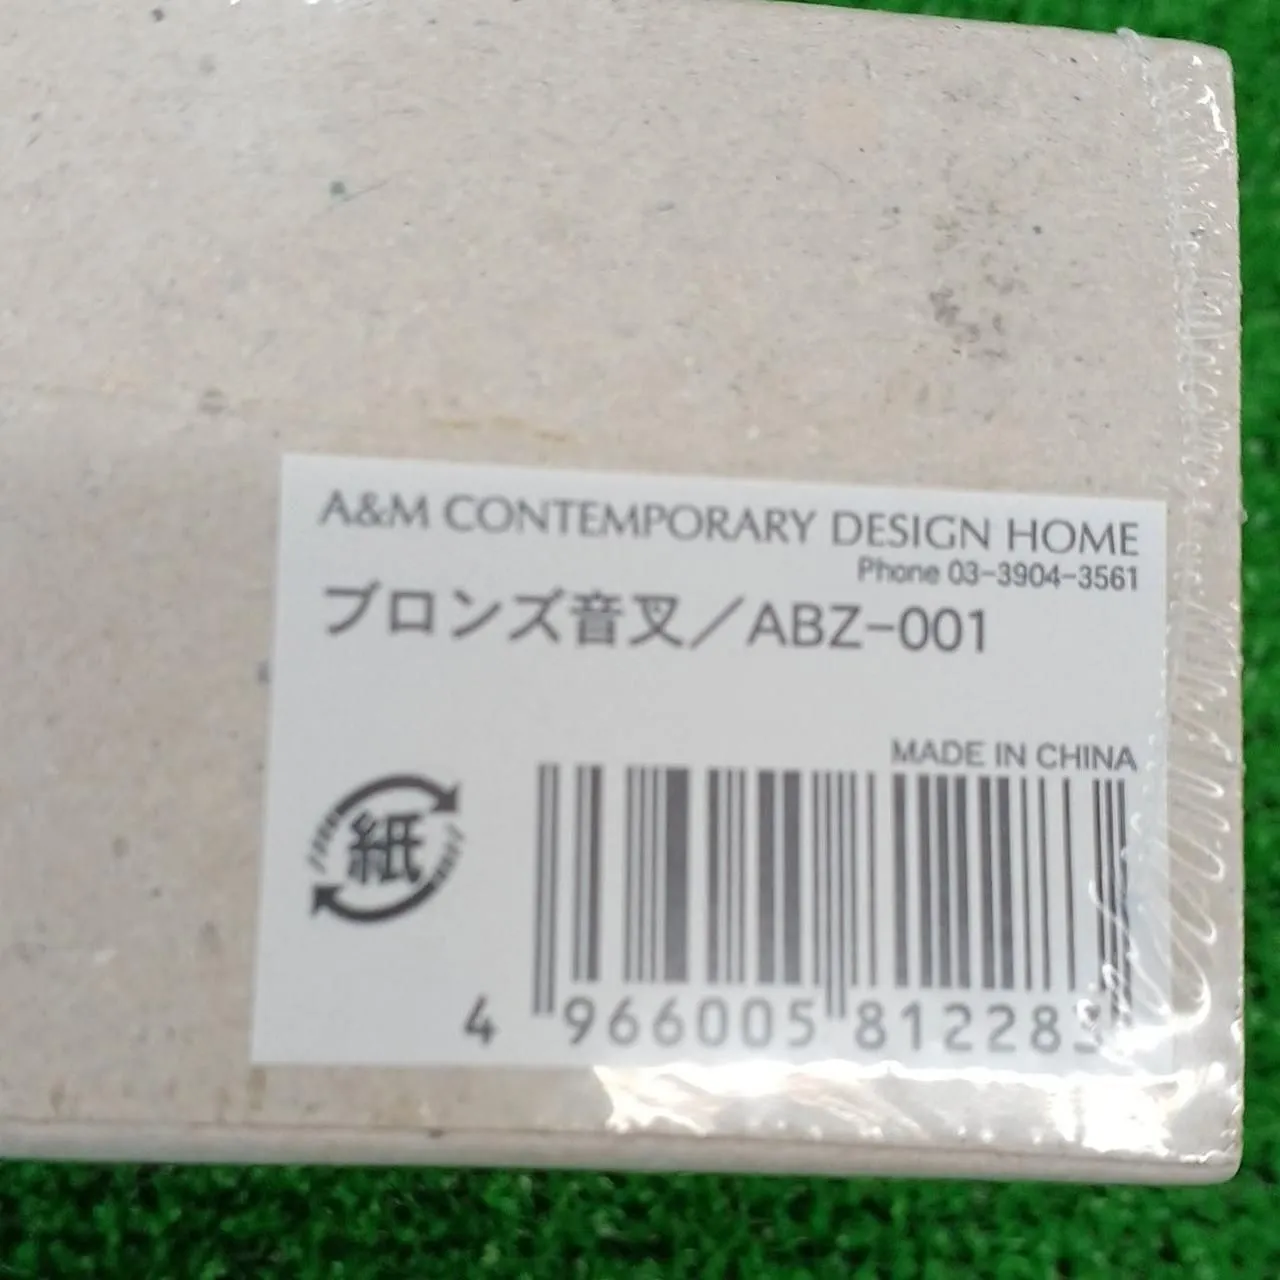 A&M CONTEMPORARY DESIGN HOME
Phone 03-3904-3561
ブロンズ音叉／ABZ-001
MADE IN CHINA
紙
4 966005 812283